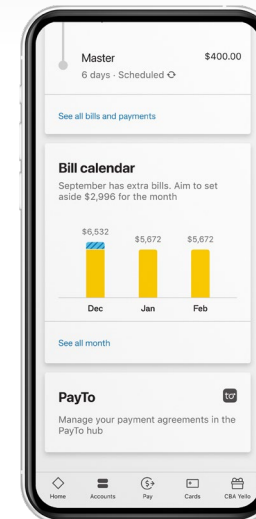 Master $400.00
6 days · Scheduled
See all bills and payments
Bill calendar
September has extra bills. Aim to set
aside $2,996 for the month
$6,532 $5,672 $5,672
Dec Jan Feb
See all month
PayTo
to
Manage your payment agreements in the
PayTo hub
Home Accounts Pay Cards CBA Yello